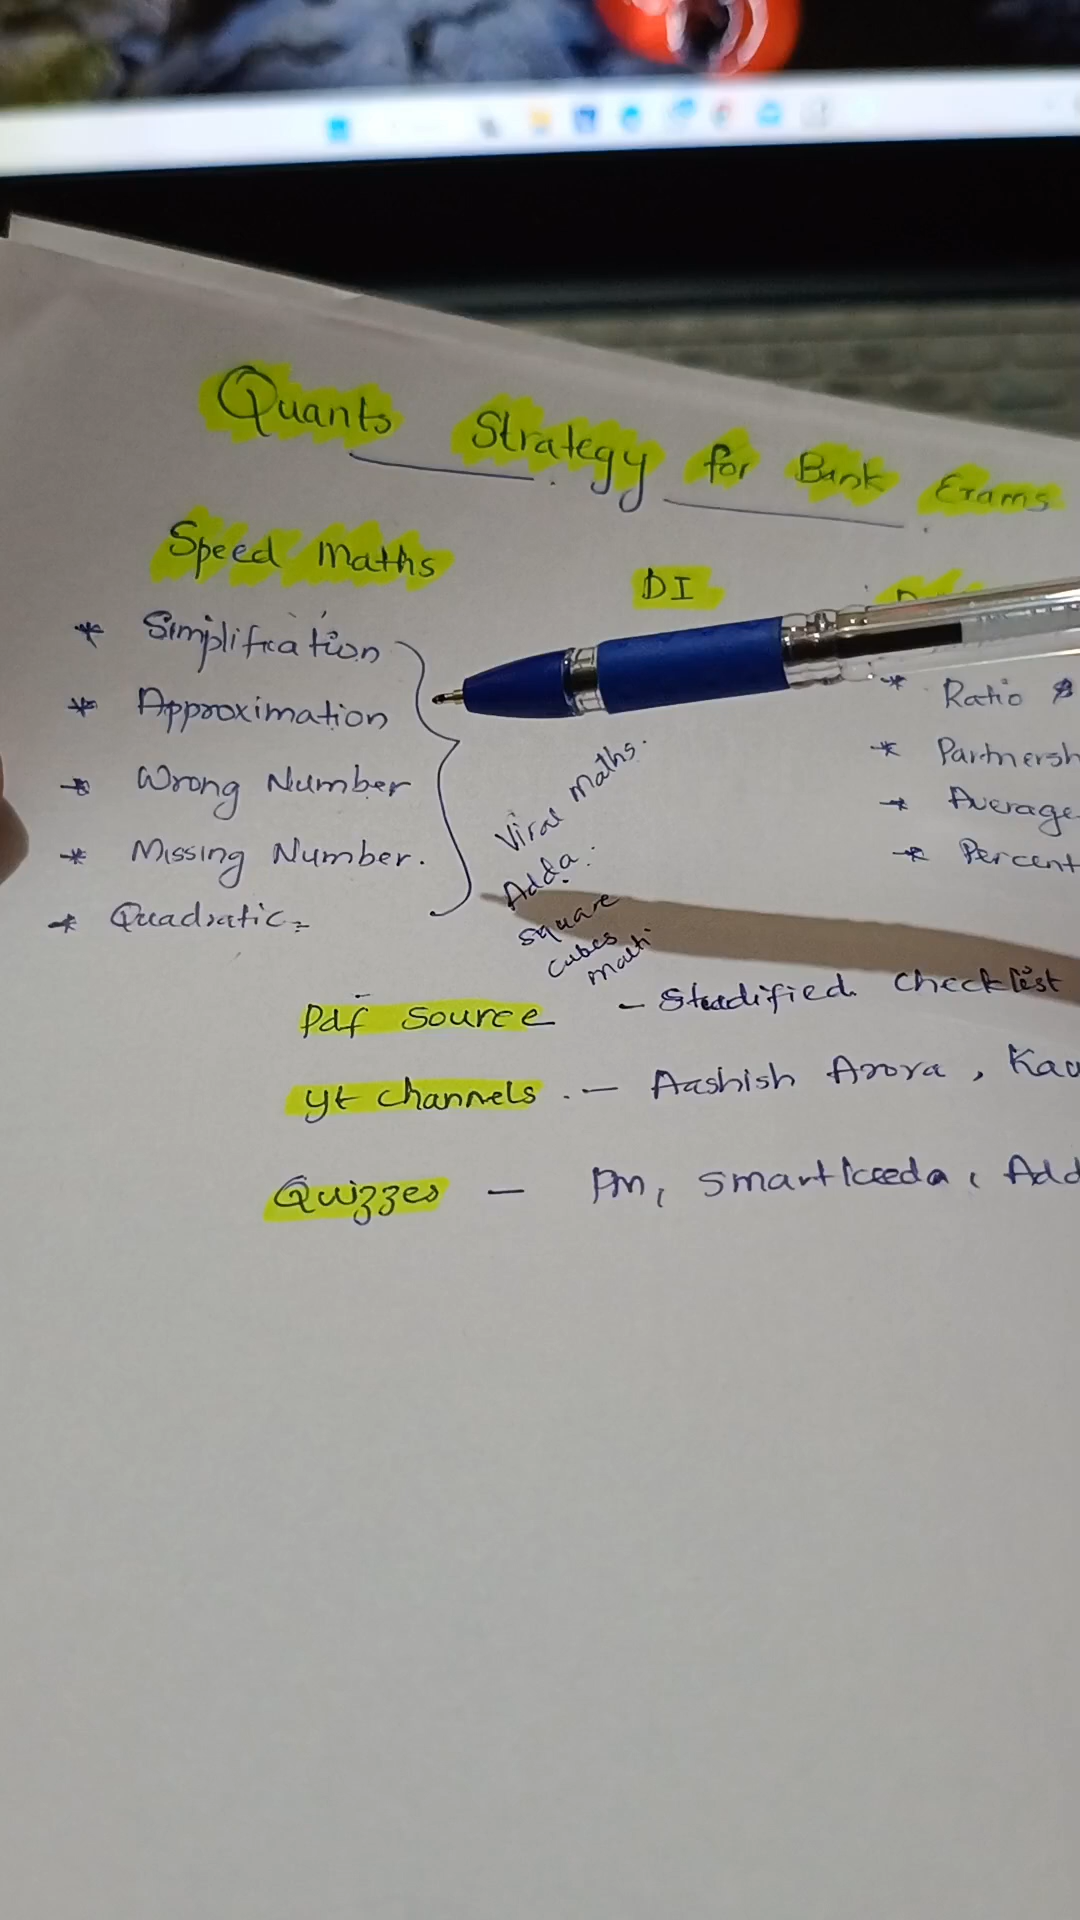 Quants Strategy for Bank Exams
Speed Maths
DI
* Simplification
* Approximation
* Wrong Number
* Missing Number.
* Quadratic
Viral Maths.
Adda
square
cubes
multi
* Ratio
* Partnersh
* Average
* Percent
Pdf source - Studified checklist
yt channels - Aashish Arora, Kau
Quizzes - PM, smartkeeda, Add